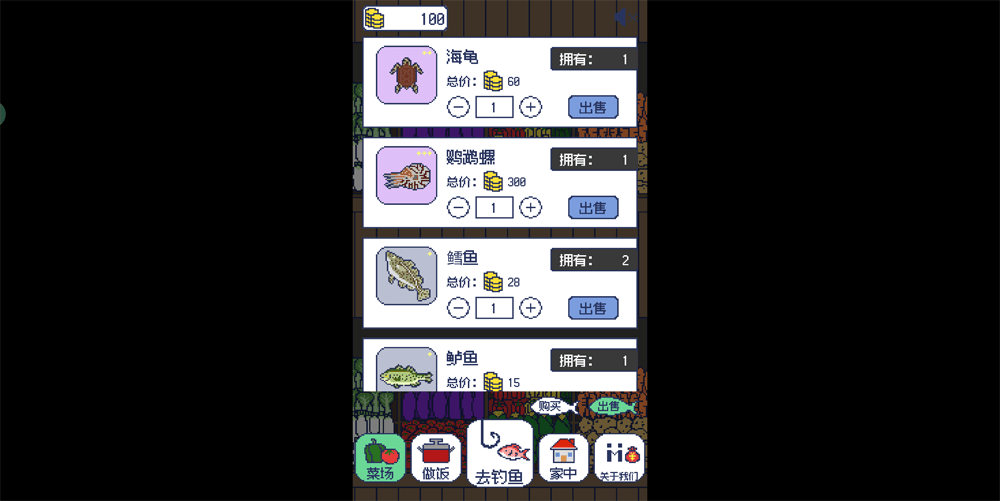 100
海龟
拥有: 1
总价: 60
1
出售
鹦鹉螺
拥有: 1
总价: 300
1
出售
鳕鱼
拥有: 2
总价: 28
1
出售
鲈鱼
拥有: 1
总价: 15
购买
出售
菜场
做饭
去钓鱼
家中
关于我们